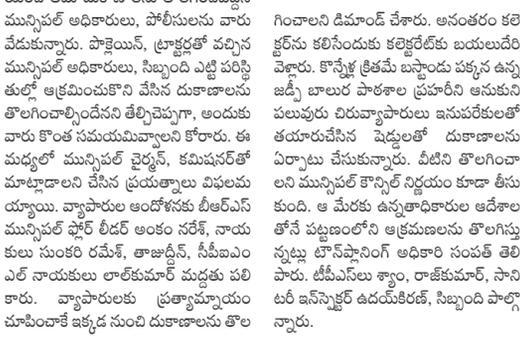 మున్సిపల్ అధికారులు, పోలీసులను వారు
వేడుకున్నారు. పొక్లెయిన్, ట్రాక్టర్లతో వచ్చిన
మున్సిపల్ అధికారులు, సిబ్బంది ఎట్టి పరిస్థి
తుల్లో ఆక్రమించుకొని వేసిన దుకాణాలను
తొలగించాల్సిందేనని తేల్చిచెప్పగా, అందుకు
వారు కొంత సమయమివ్వాలని కోరారు. ఈ
మధ్యలో మున్సిపల్ చైర్మన్, కమిషనర్‌తో
మాట్లాడాలని చేసిన ప్రయత్నాలు విఫలమ
య్యాయి. వ్యాపారుల ఆందోళనకు బీఆర్ఎస్
మున్సిపల్ ఫ్లోర్ లీడర్ అంకం నరేశ్, నాయ
కులు సుంకరి రమేశ్, తాజుద్దీన్, సీపీఐఎం
ఎల్ నాయకులు లాల్‌కుమార్ మద్దతు పలి
కారు. వ్యాపారులకు ప్రత్యామ్నాయం
చూపించాకే ఇక్కడ నుంచి దుకాణాలను తొల
గించాలని డిమాండ్ చేశారు. అనంతరం కలె
క్టర్‌ను కలిసేందుకు కలెక్టరేట్‌కు బయలుదేరి
వెళ్లారు. కొన్నేళ్ల క్రితమే బస్టాండు పక్కన ఉన్న
జడ్పీ బాలుర పాఠశాల ప్రహరీని ఆనుకుని
పలువురు చిరువ్యాపారులు ఇనుపరేకులతో
తయారుచేసిన షెడ్డులతో దుకాణాలను
ఏర్పాటు చేసుకున్నారు. వీటిని తొలగించా
లని మున్సిపల్ కౌన్సిల్ నిర్ణయం కూడా తీసు
కుంది. ఆ మేరకు ఉన్నతాధికారుల ఆదేశాల
తోనే పట్టణంలోని ఆక్రమణలను తొలగిస్తు
న్నట్లు టౌన్‌ప్లానింగ్ అధికారి సంపత్ తెలి
పారు. టీపీఎస్‌లు శ్యాం, రాజ్‌కుమార్, సాని
టరీ ఇన్‌స్పెక్టర్ ఉదయ్‌కిరణ్, సిబ్బంది పాల్గొ
న్నారు.